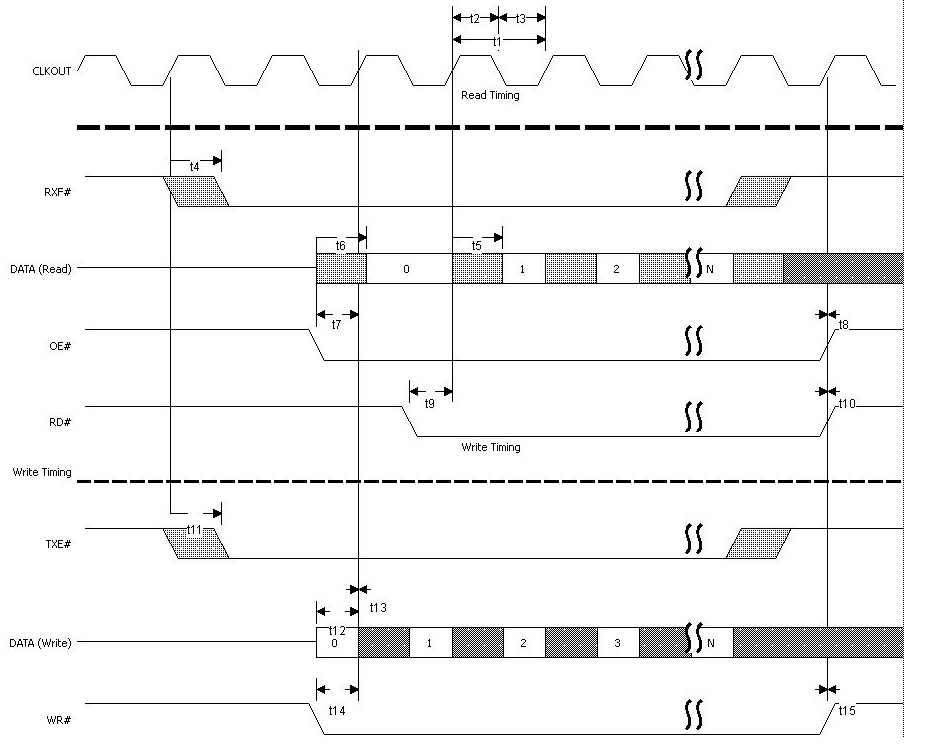 t2 t3
t1
CLKOUT
Read Timing
t4
RXF#
t6 t5
DATA (Read) 0 1 2 N
t7 t8
OE#
t9 t10
RD#
Write Timing
Write Timing
t11
TXE#
t13
t12
DATA (Write) 0 1 2 3 N
t14 t15
WR#